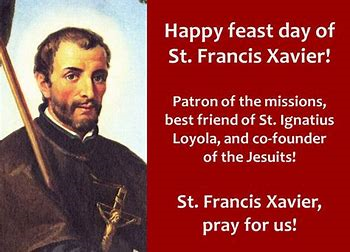 Happy feast day of
St. Francis Xavier!
Patron of the missions,
best friend of St. Ignatius
Loyola, and co-founder
of the Jesuits!
St. Francis Xavier,
pray for us!